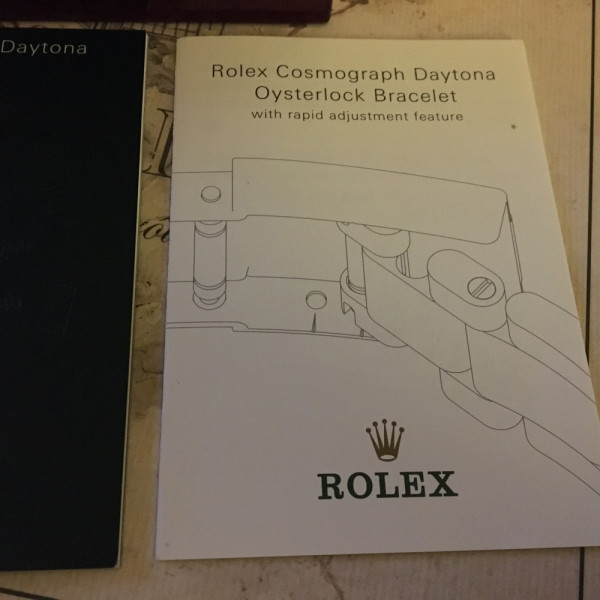 Daytona
Rolex Cosmograph Daytona
Oysterlock Bracelet
with rapid adjustment feature
ROLEX